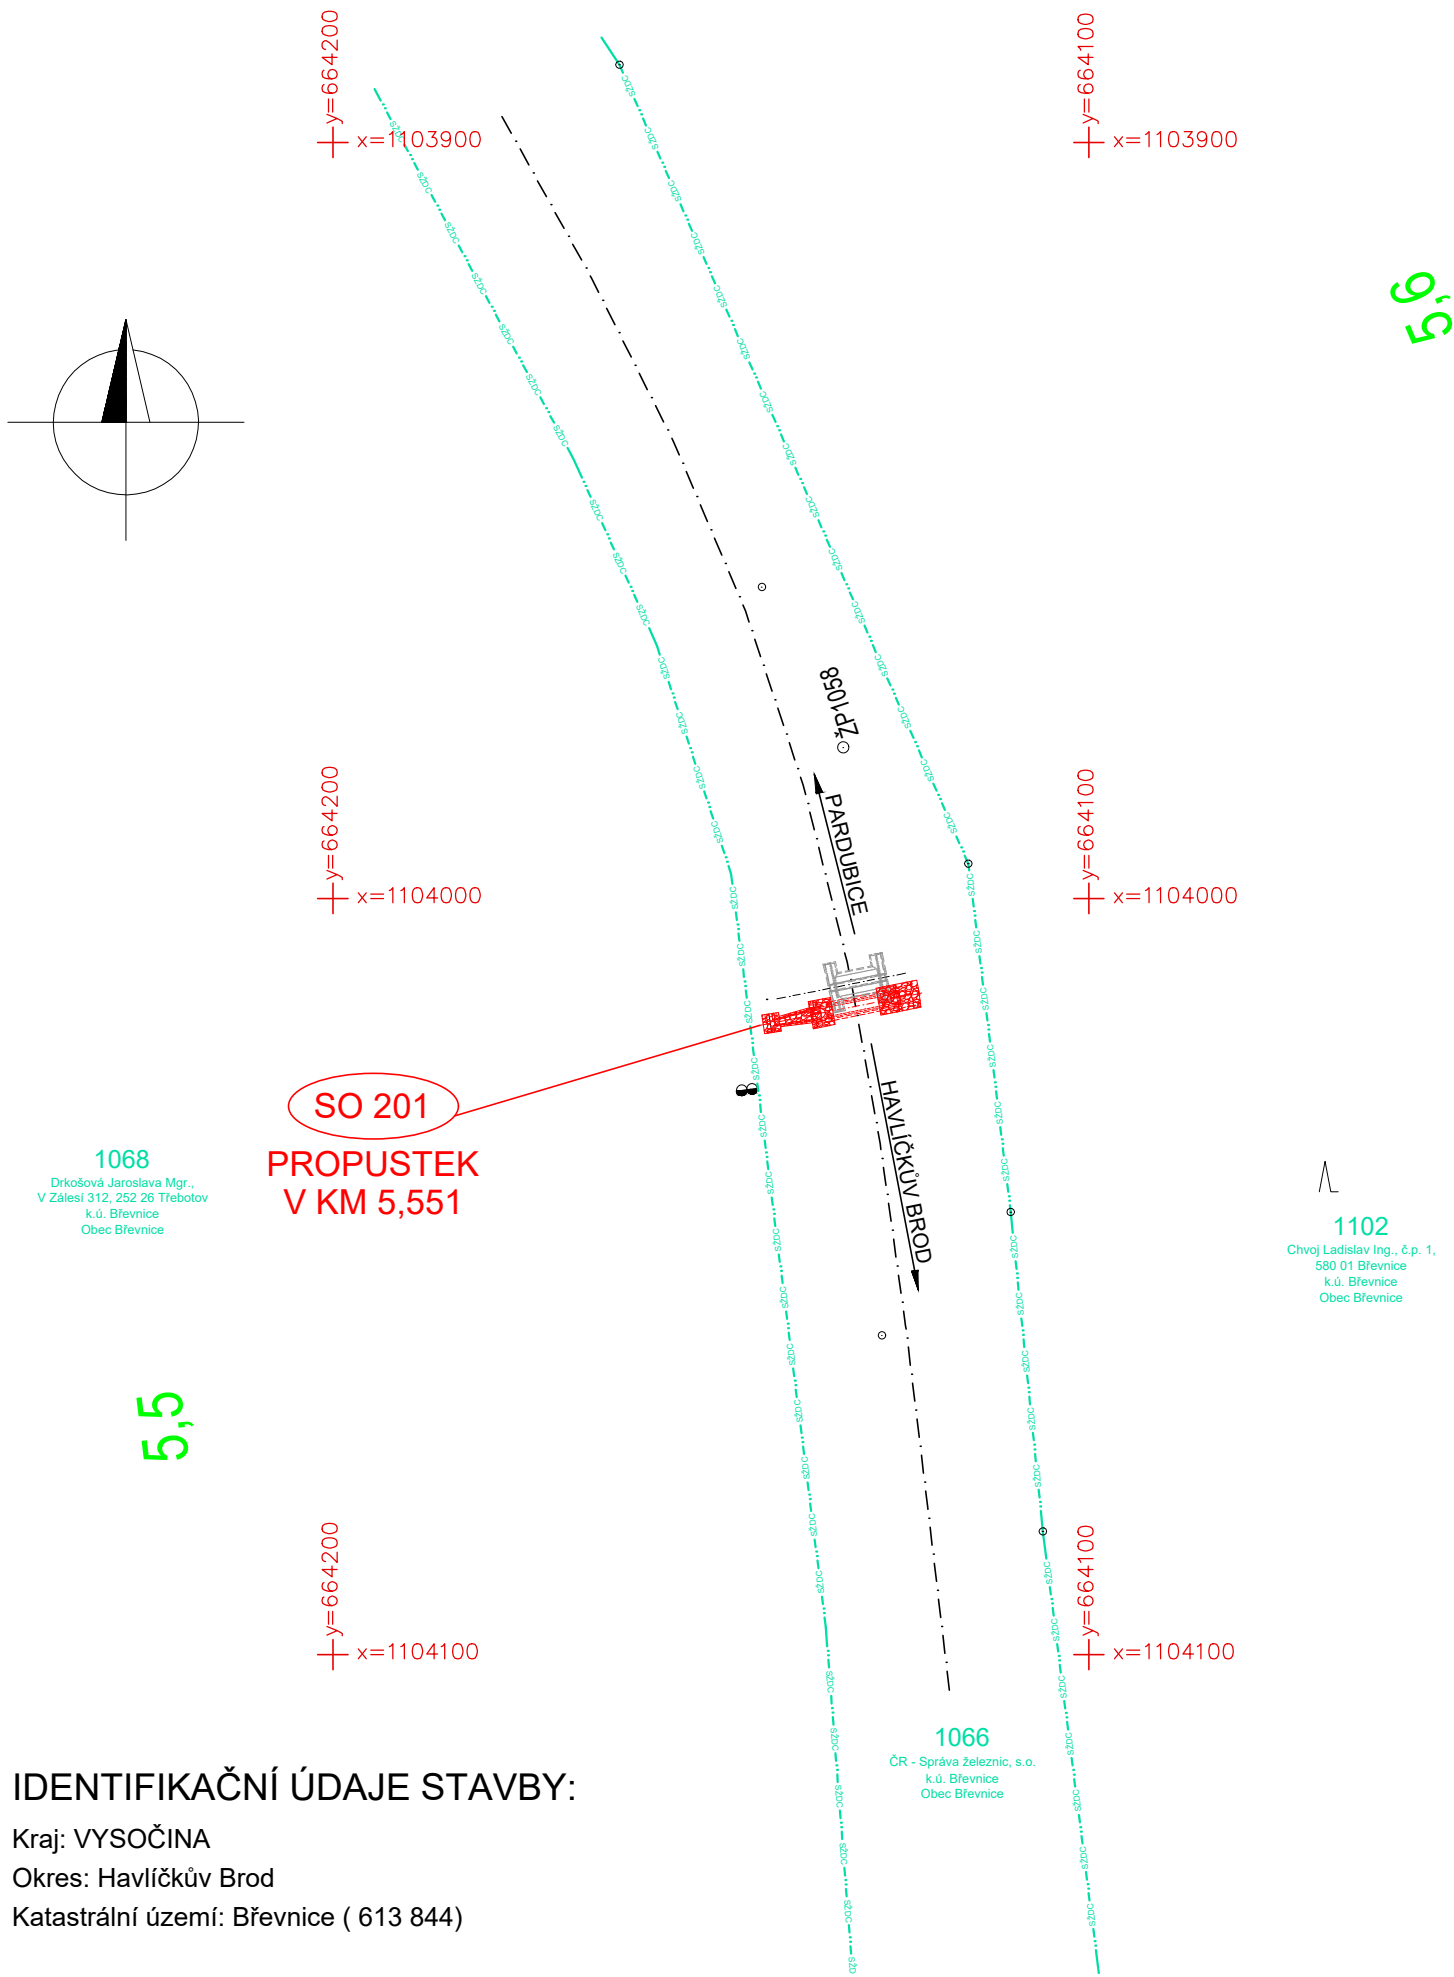 y=664200
x=1103900
y=664100
x=1103900
5,6
ŽP1058
y=664200
x=1104000
y=664100
x=1104000
PARDUBICE
HAVLÍČKŮV BROD
SO 201
PROPUSTEK
V KM 5,551
1068
Drkošová Jaroslava Mgr.,
V Zálesí 312, 252 26 Třebotov
k.ú. Břevnice
Obec Břevnice
1102
Chvoj Ladislav Ing., č.p. 1,
580 01 Břevnice
k.ú. Břevnice
Obec Břevnice
5,5
y=664200
x=1104100
y=664100
x=1104100
1066
ČR - Správa železnic, s.o.
k.ú. Břevnice
Obec Břevnice
SŽDC
IDENTIFIKAČNÍ ÚDAJE STAVBY:
Kraj: VYSOČINA
Okres: Havlíčkův Brod
Katastrální území: Břevnice ( 613 844)